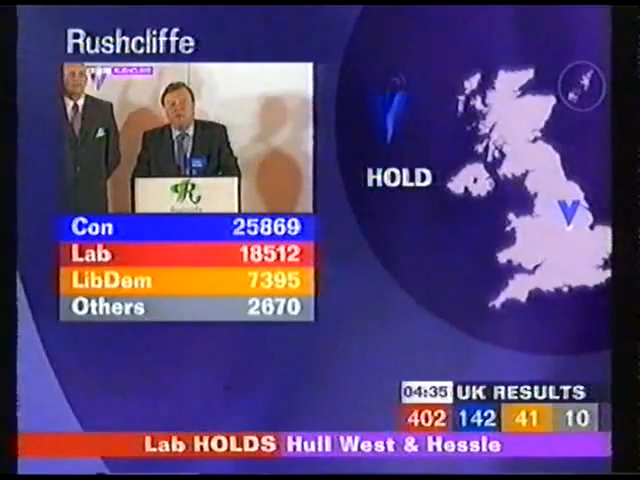 Rushcliffe
RUSHCLIFFE
HOLD
Con 25869
Lab 18512
LibDem 7395
Others 2670
04:35 UK RESULTS
402 142 41 10
Lab HOLDS Hull West & Hessle